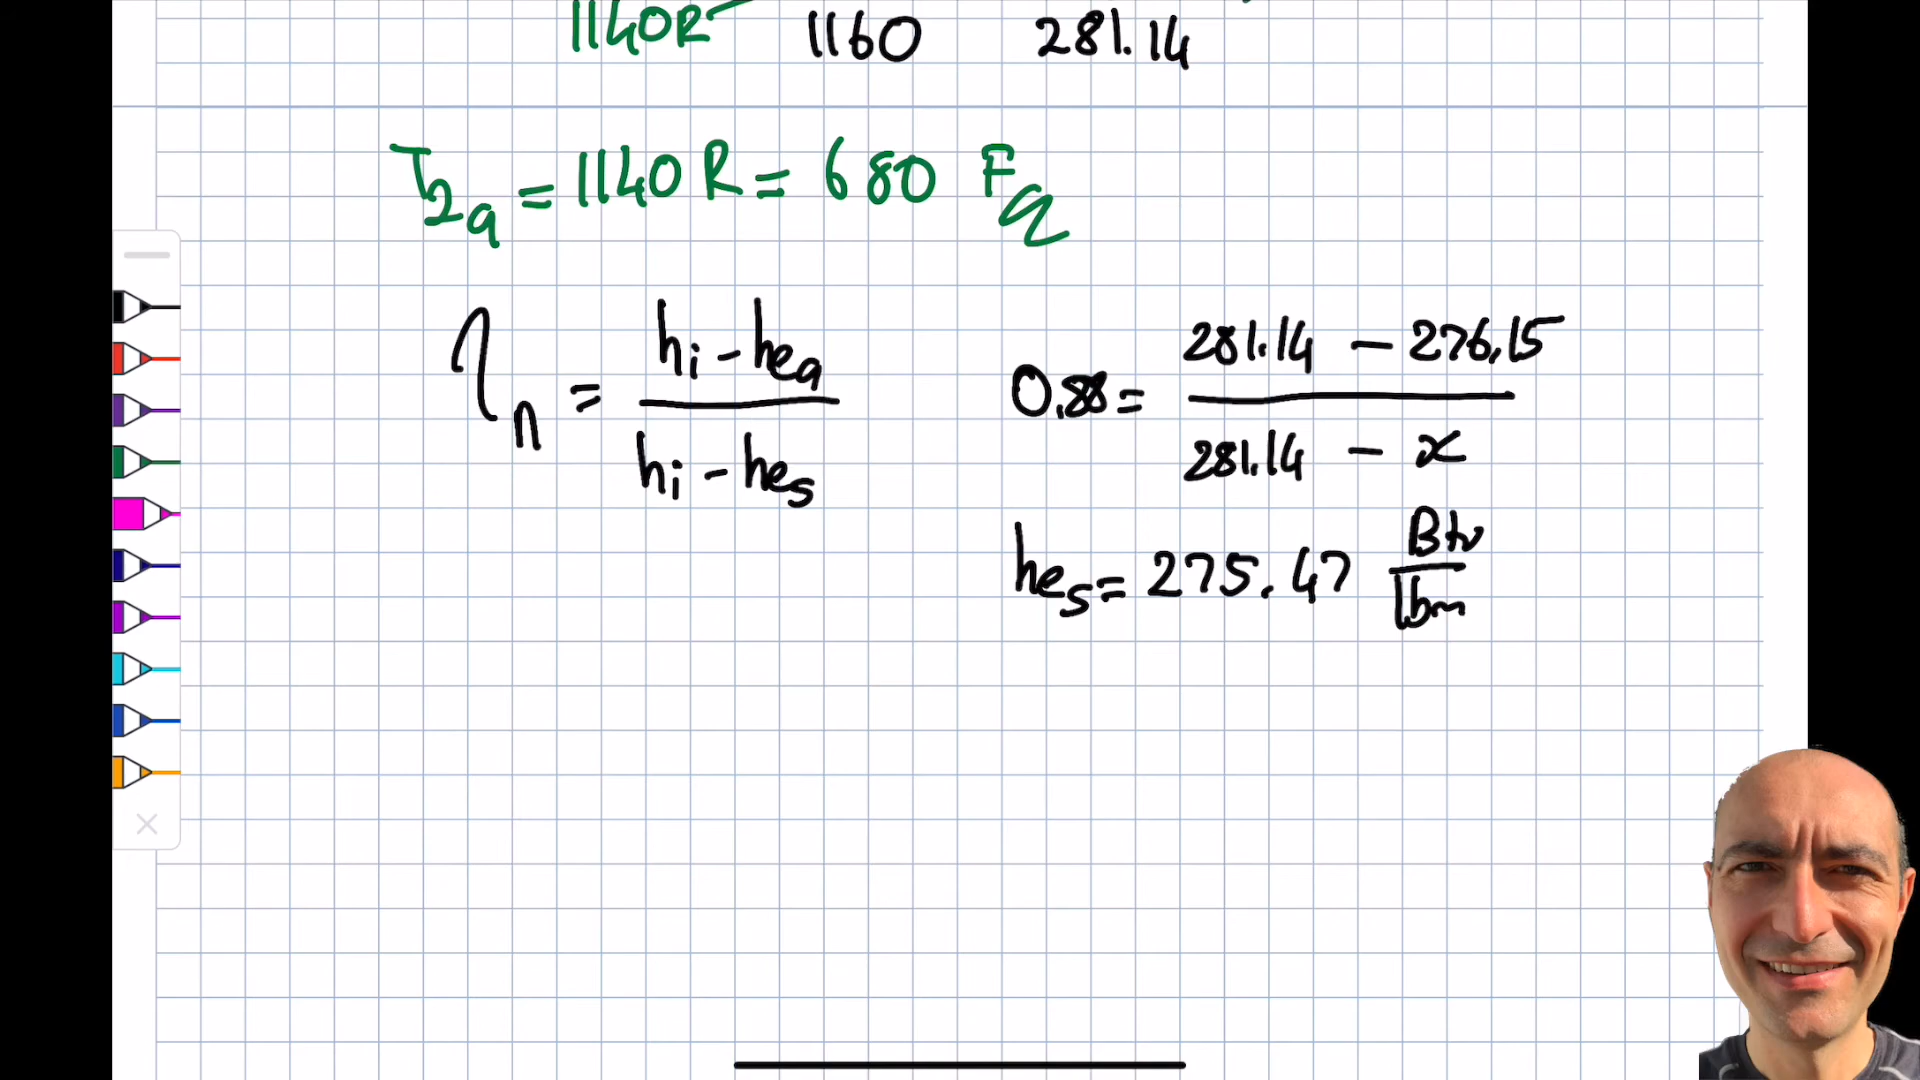 1140R 1160 281.14
T2a = 1140 R = 680 F
ηn = hi - hea / hi - hes
0.88 = 281.14 - 276.15 / 281.14 - x
hes = 275.47 Btu/lbm